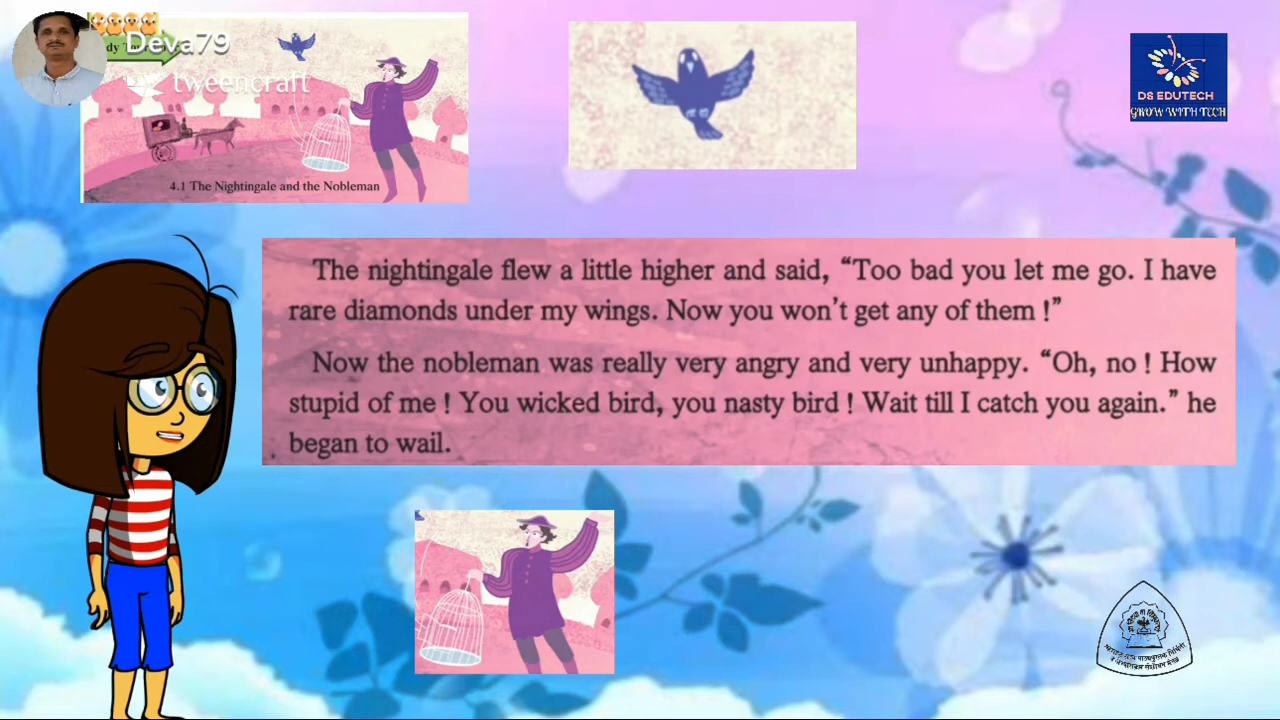 Deva79
tweencraft
4.1 The Nightingale and the Nobleman
DS EDUTECH
GROW WITH TECH
The nightingale flew a little higher and said, “Too bad you let me go. I have
rare diamonds under my wings. Now you won’t get any of them !”
Now the nobleman was really very angry and very unhappy. “Oh, no ! How
stupid of me ! You wicked bird, you nasty bird ! Wait till I catch you again.” he
began to wail.